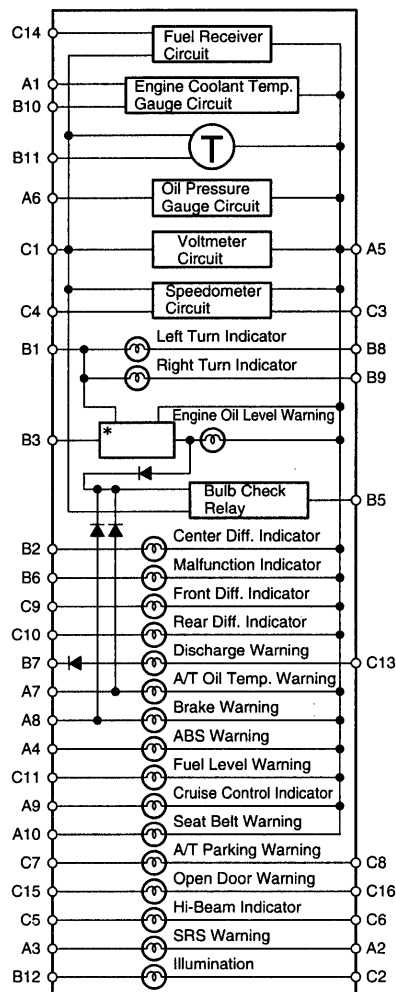 C14
Fuel Receiver
Circuit
A1
Engine Coolant Temp.
B10
Gauge Circuit
T
B11
A6
Oil Pressure
Gauge Circuit
C1
Voltmeter
Circuit
A5
Speedometer
Circuit
C4
C3
B1
Left Turn Indicator
B8
Right Turn Indicator
B9
Engine Oil Level Warning
*
B3
Bulb Check
Relay
B5
B2
Center Diff. Indicator
B6
Malfunction Indicator
C9
Front Diff. Indicator
C10
Rear Diff. Indicator
B7
Discharge Warning
C13
A7
A/T Oil Temp. Warning
A8
Brake Warning
A4
ABS Warning
C11
Fuel Level Warning
A9
Cruise Control Indicator
A10
Seat Belt Warning
C7
A/T Parking Warning
C8
C15
Open Door Warning
C16
C5
Hi-Beam Indicator
C6
A3
SRS Warning
A2
B12
Illumination
C2